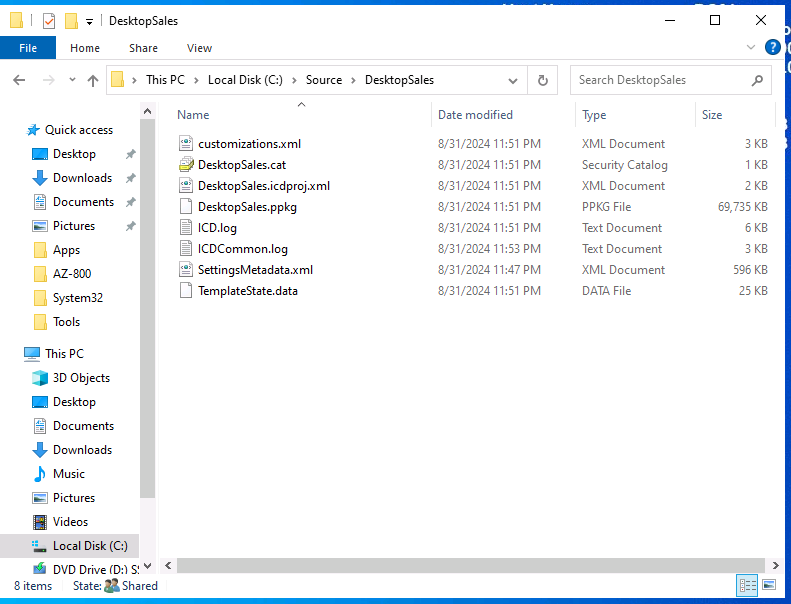 DesktopSales
File Home Share View
This PC Local Disk (C:) Source DesktopSales Search DesktopSales
Name Date modified Type Size
customizations.xml 8/31/2024 11:51 PM XML Document 3 KB
DesktopSales.cat 8/31/2024 11:51 PM Security Catalog 1 KB
DesktopSales.icdproj.xml 8/31/2024 11:51 PM XML Document 2 KB
DesktopSales.ppkg 8/31/2024 11:51 PM PPKG File 69,735 KB
ICD.log 8/31/2024 11:51 PM Text Document 6 KB
ICDCommon.log 8/31/2024 11:53 PM Text Document 3 KB
SettingsMetadata.xml 8/31/2024 11:47 PM XML Document 596 KB
TemplateState.data 8/31/2024 11:51 PM DATA File 25 KB
Quick access
Desktop
Downloads
Documents
Pictures
Apps
AZ-800
System32
Tools
This PC
3D Objects
Desktop
Documents
Downloads
Music
Pictures
Videos
Local Disk (C:)
DVD Drive (D:)
8 items State: Shared